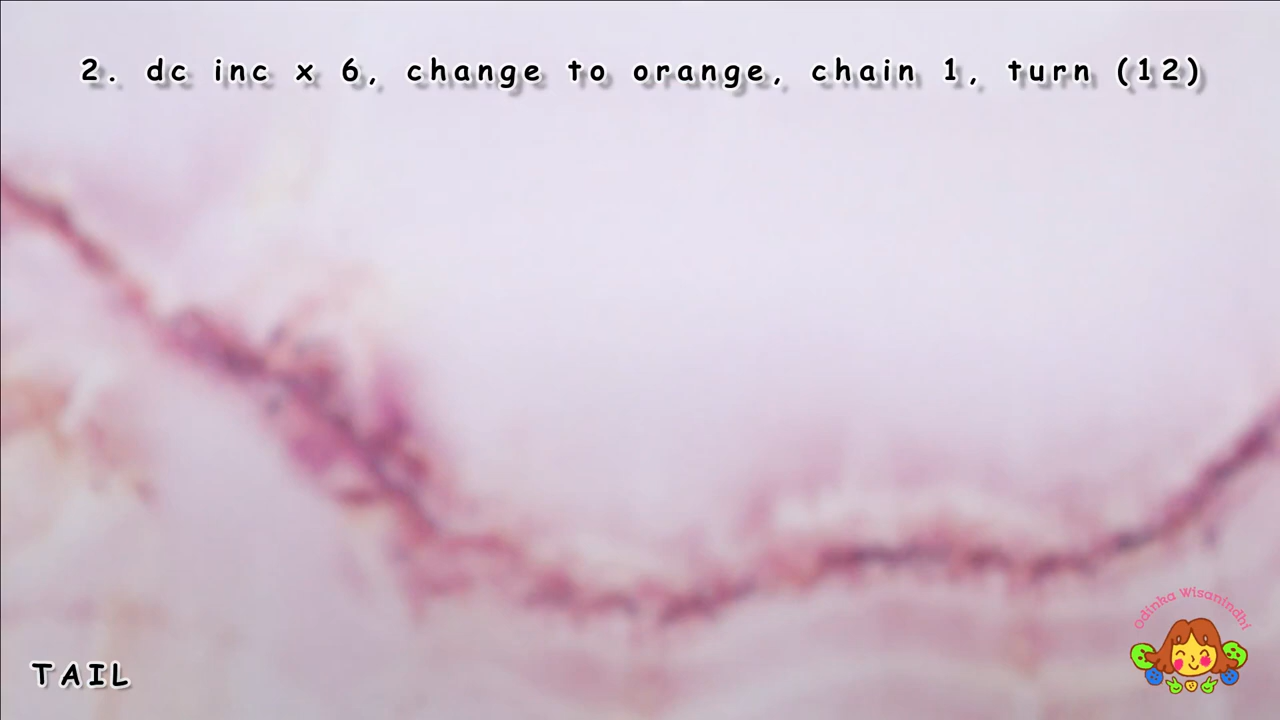 2. dc inc x 6, change to orange, chain 1, turn (12)
Odinka Wisanindhi
TAIL